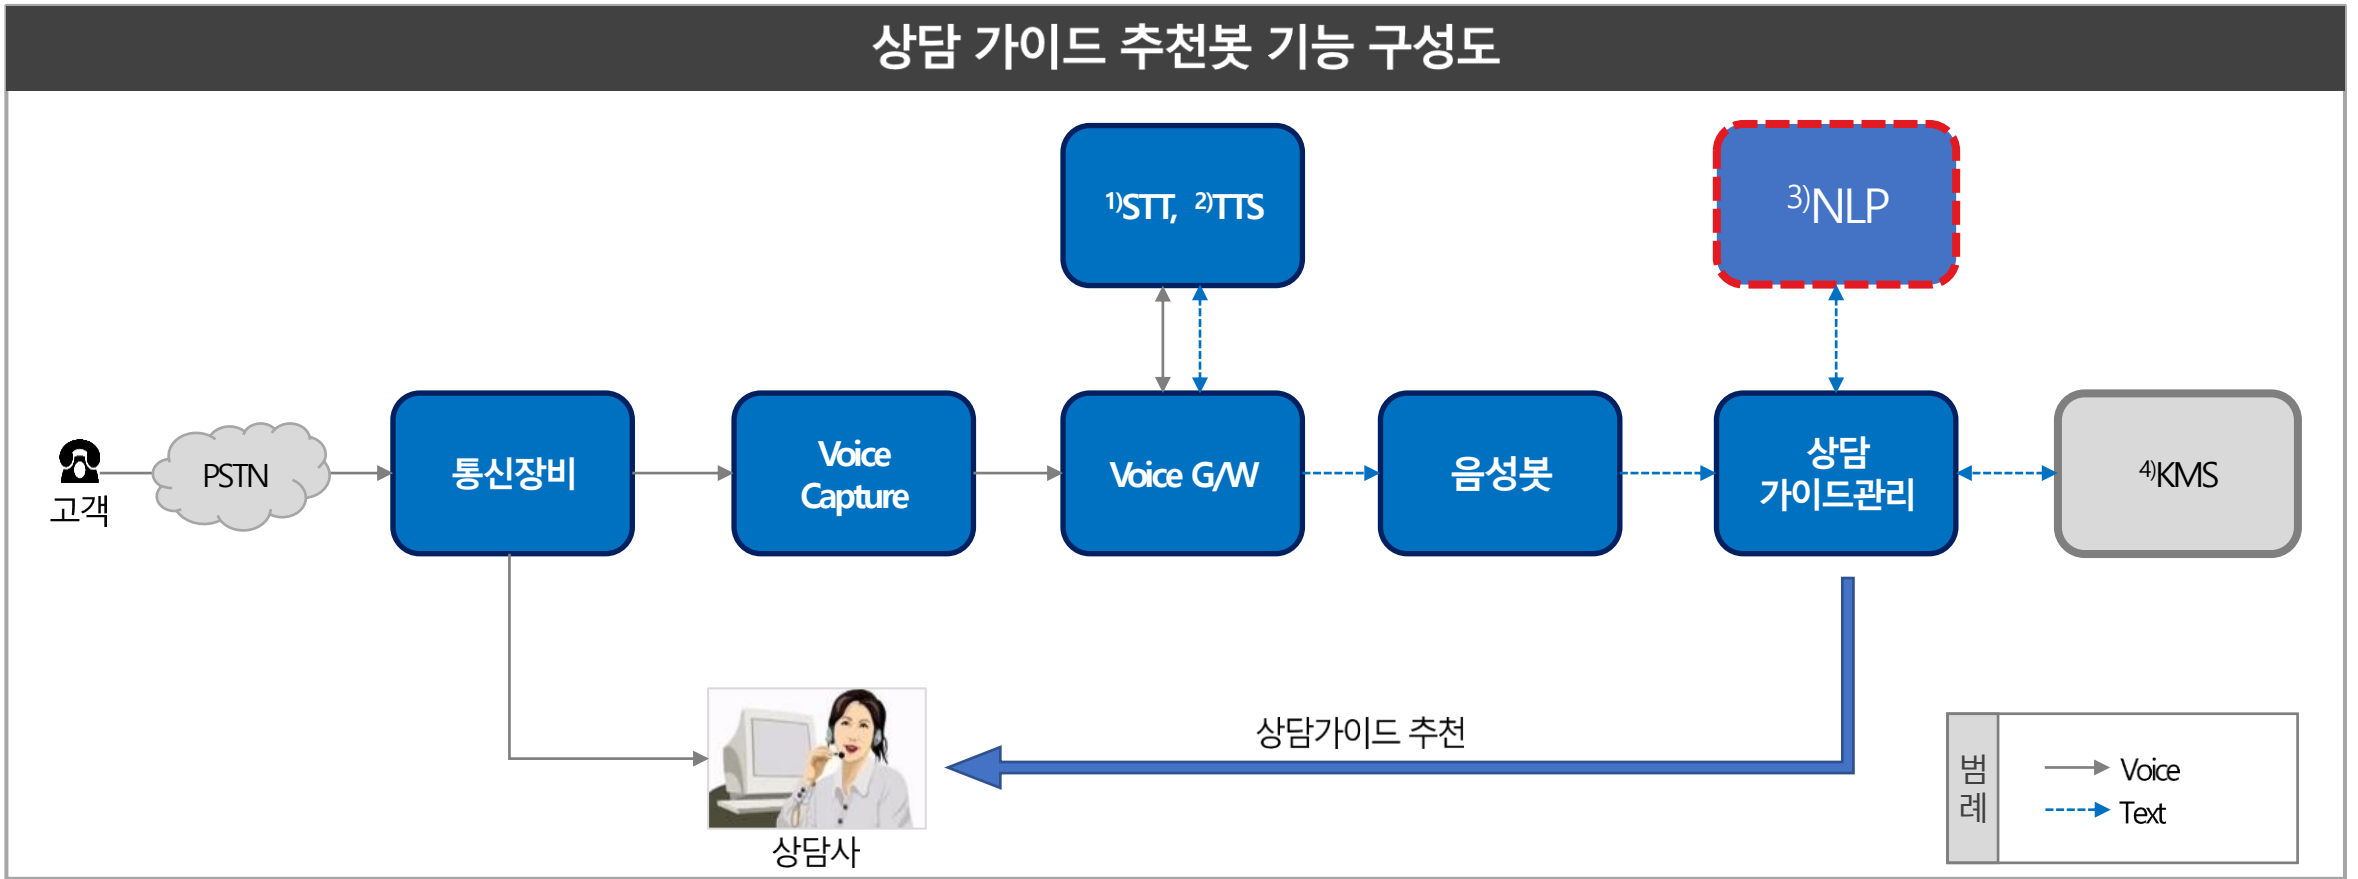 상담 가이드 추천봇 기능 구성도
1)STT, 2)TTS
3)NLP
고객
PSTN
통신장비
Voice
Capture
Voice G/W
음성봇
상담
가이드관리
4)KMS
상담가이드 추천
상담사
범
례
Voice
Text